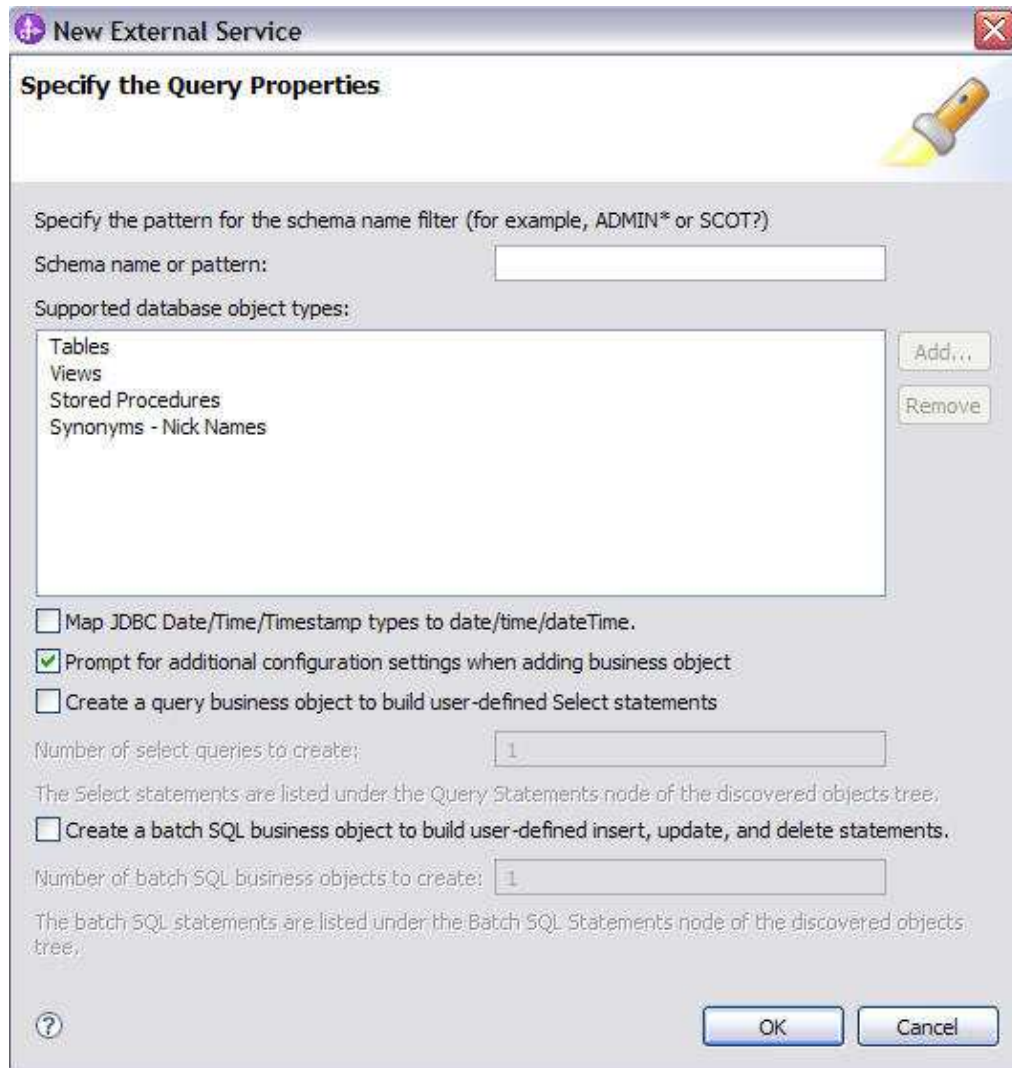 New External Service
Specify the Query Properties
Specify the pattern for the schema name filter (for example, ADMIN* or SCOT?)
Schema name or pattern:
Supported database object types:
Tables
Views
Stored Procedures
Synonyms - Nick Names
Add...
Remove
Map JDBC Date/Time/Timestamp types to date/time/dateTime.
Prompt for additional configuration settings when adding business object
Create a query business object to build user-defined Select statements
Number of select queries to create: 1
The Select statements are listed under the Query Statements node of the discovered objects tree.
Create a batch SQL business object to build user-defined insert, update, and delete statements.
Number of batch SQL business objects to create: 1
The batch SQL statements are listed under the Batch SQL Statements node of the discovered objects
tree.
?
OK
Cancel